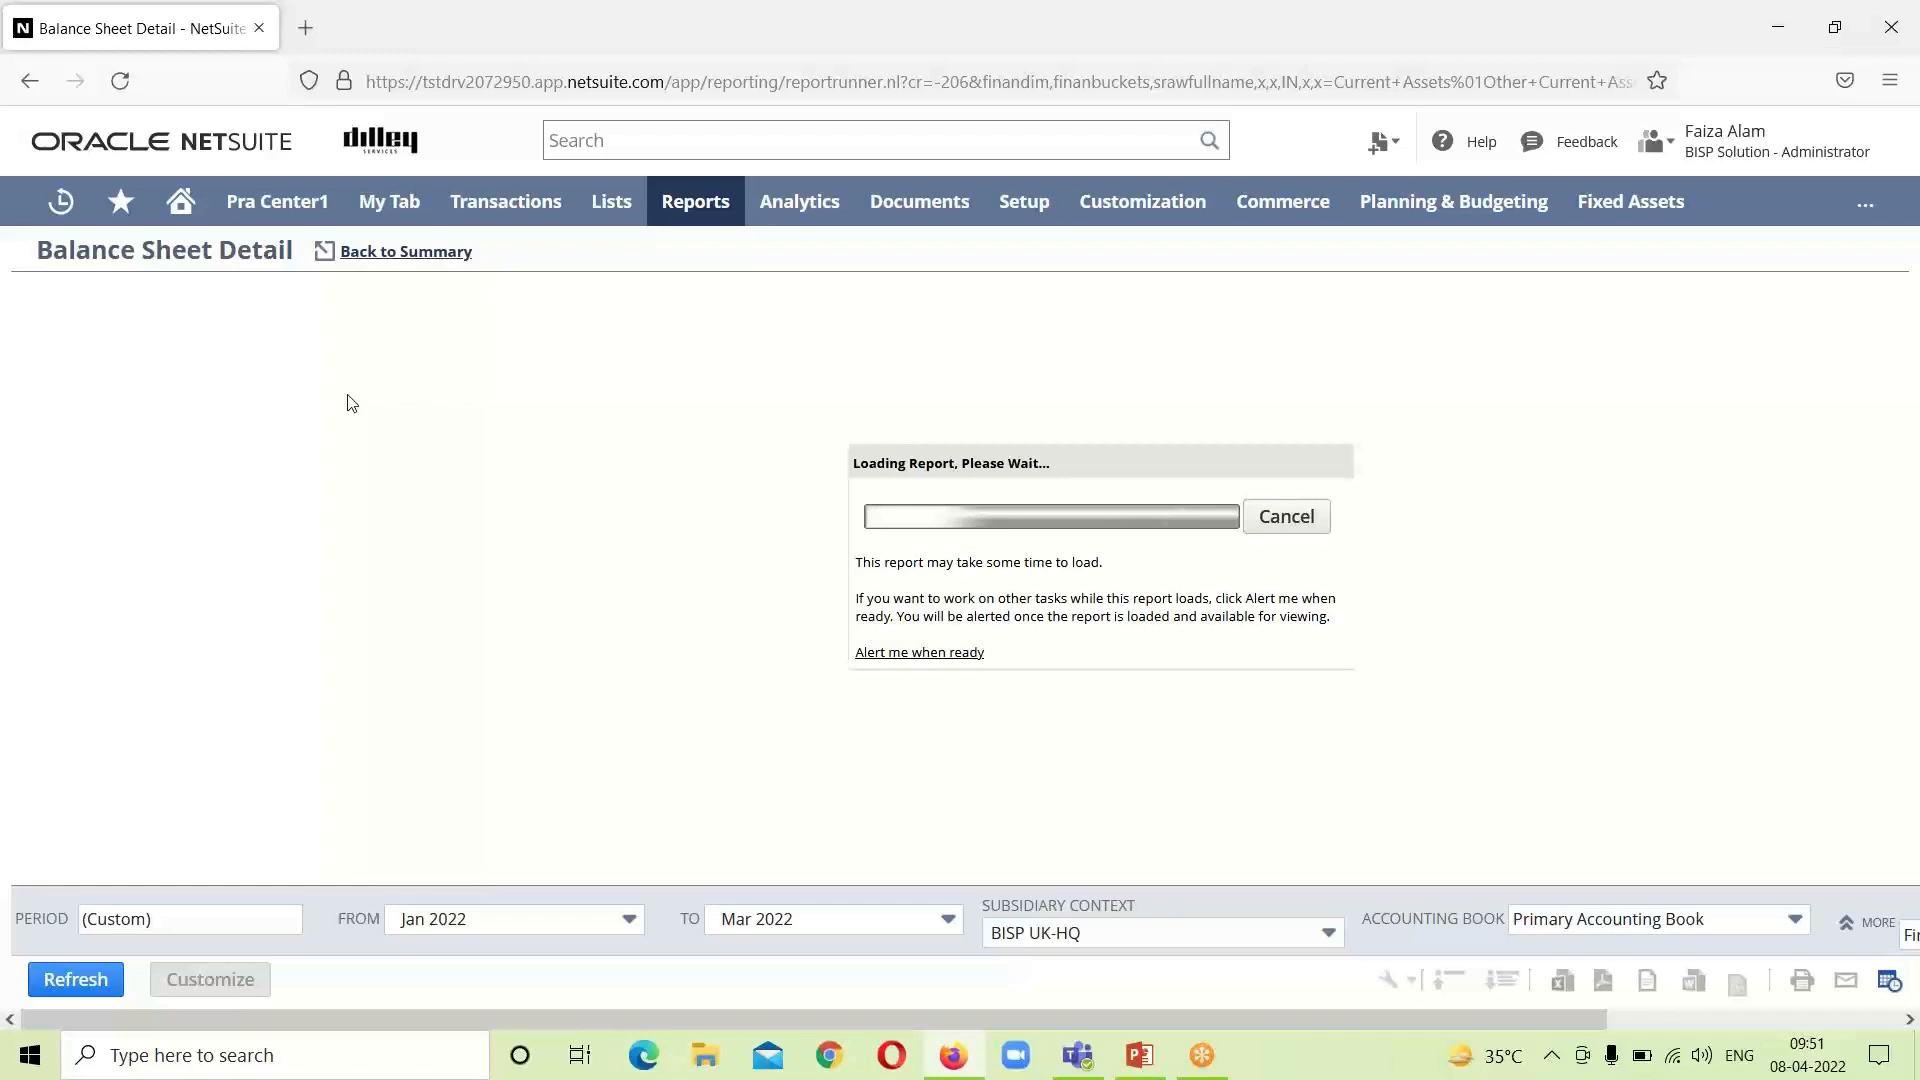 Balance Sheet Detail - NetSuite
https://tstdrv2072950.app.netsuite.com/app/reporting/reportrunner.nl?cr=-206&finandim,finanbuckets,srawfullname,x,x,IN,x,x=Current+Assets%01Other+Current+Ass
ORACLE NETSUITE
dilley
SERVICES
Search
Help
Feedback
Faiza Alam
BISP Solution - Administrator
Pra Center1 My Tab Transactions Lists Reports Analytics Documents Setup Customization Commerce Planning & Budgeting Fixed Assets ...
Balance Sheet Detail Back to Summary
Loading Report, Please Wait...
Cancel
This report may take some time to load.
If you want to work on other tasks while this report loads, click Alert me when
ready. You will be alerted once the report is loaded and available for viewing.
Alert me when ready
PERIOD (Custom) FROM Jan 2022 TO Mar 2022
SUBSIDIARY CONTEXT
BISP UK-HQ
ACCOUNTING BOOK Primary Accounting Book
MORE
Fi
Refresh Customize
Type here to search
35°C
ENG
09:51
08-04-2022